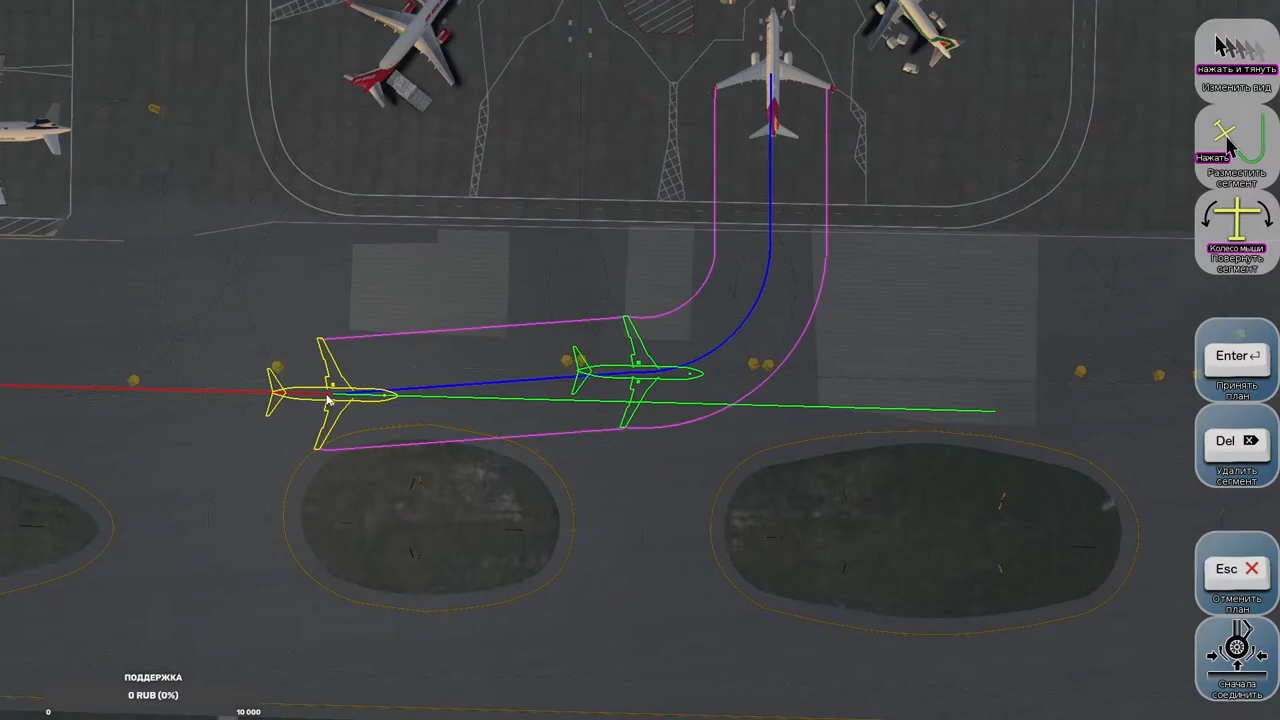 нажать и тянуть
Изменить вид
Нажать
Разместить
сегмент
Колесо мыши
Повернуть
сегмент
Enter
Принять
план
Del
Удалить
сегмент
Esc
Отменить
план
Сначала
соединить
ПОДДЕРЖКА
0 RUB (0%)
0
10 000